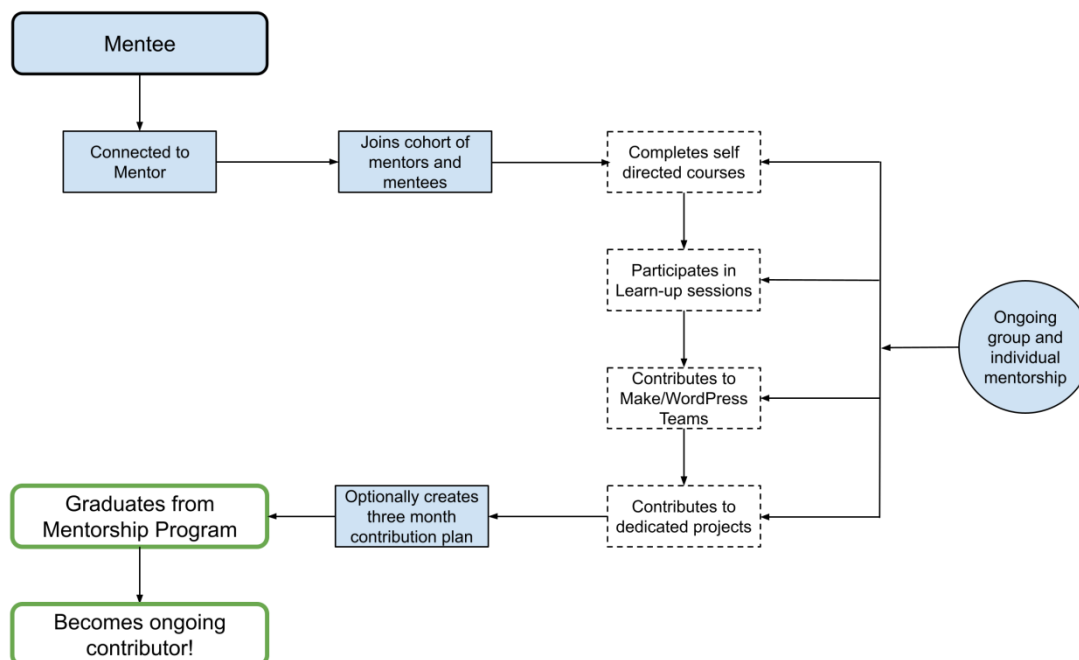 Mentee
Connected to
Mentor
Joins cohort of
mentors and
mentees
Completes self
directed courses
Participates in
Learn-up sessions
Ongoing
group and
individual
mentorship
Contributes to
Make/WordPress
Teams
Contributes to
dedicated projects
Optionally creates
three month
contribution plan
Graduates from
Mentorship Program
Becomes ongoing
contributor!